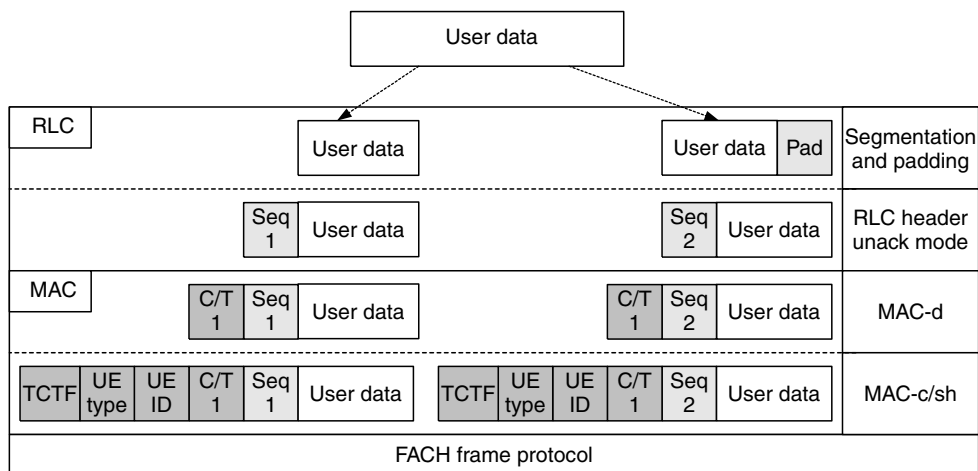 User data
RLC
User data
User data Pad
Segmentation
and padding
Seq
1
User data
Seq
2
User data
RLC header
unack mode
MAC
C/T
1
Seq
1
User data
C/T
1
Seq
2
User data
MAC-d
TCTF
UE
type
UE
ID
C/T
1
Seq
1
User data
TCTF
UE
type
UE
ID
C/T
1
Seq
2
User data
MAC-c/sh
FACH frame protocol